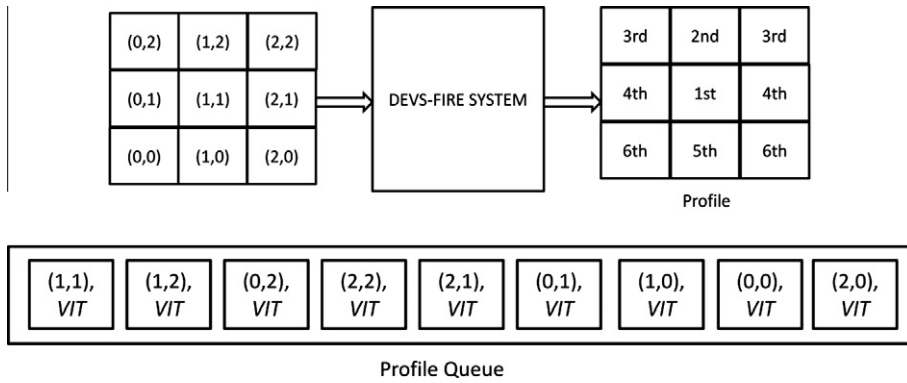 (0,2) (1,2) (2,2)
(0,1) (1,1) (2,1)
(0,0) (1,0) (2,0)
DEVS-FIRE SYSTEM
3rd 2nd 3rd
4th 1st 4th
6th 5th 6th
Profile
(1,1), (1,2), (0,2), (2,2), (2,1), (0,1), (1,0), (0,0), (2,0),
VIT VIT VIT VIT VIT VIT VIT VIT VIT
Profile Queue